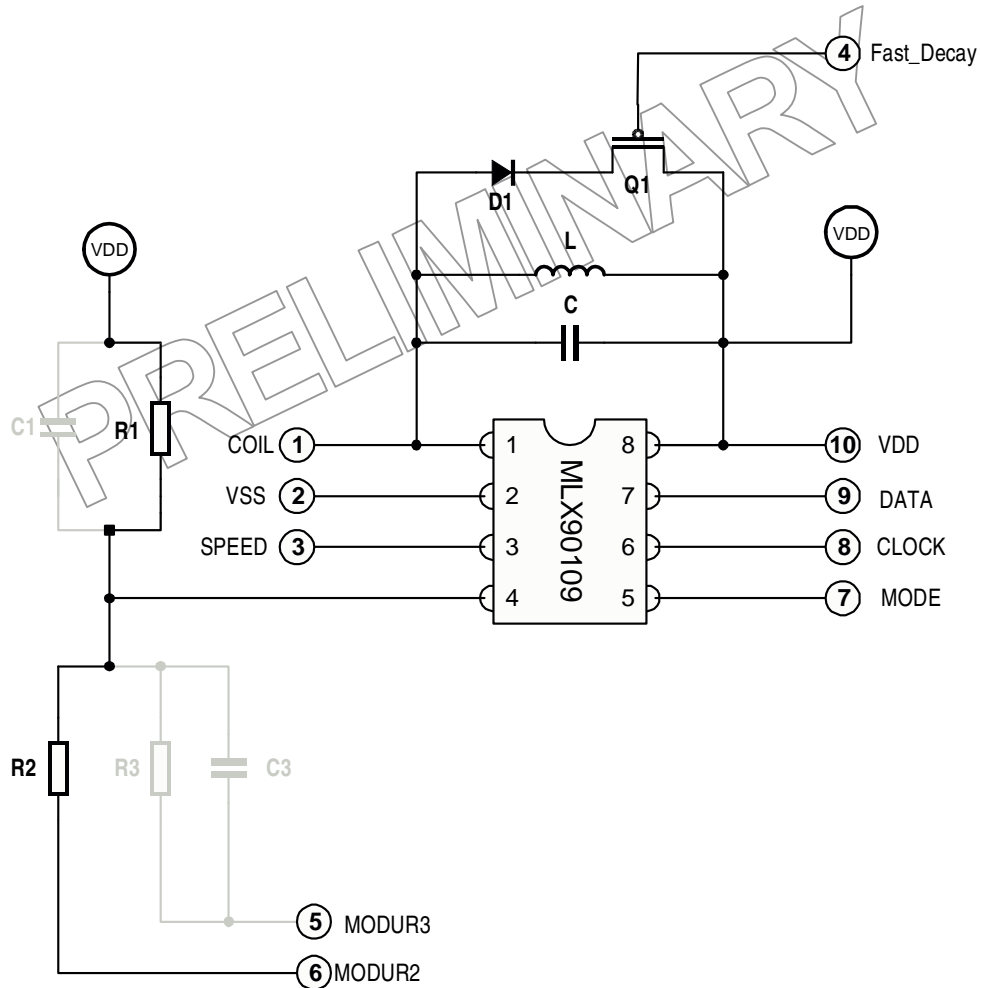 PRELIMINARY
4 Fast_Decay
Q1
D1
L
VDD
VDD
C
C1
R1
COIL 1
1
8
10 VDD
VSS 2
2
7
9 DATA
SPEED 3
3
6
8 CLOCK
4
5
7 MODE
MLX90109
R2
R3
C3
5 MODUR3
6 MODUR2